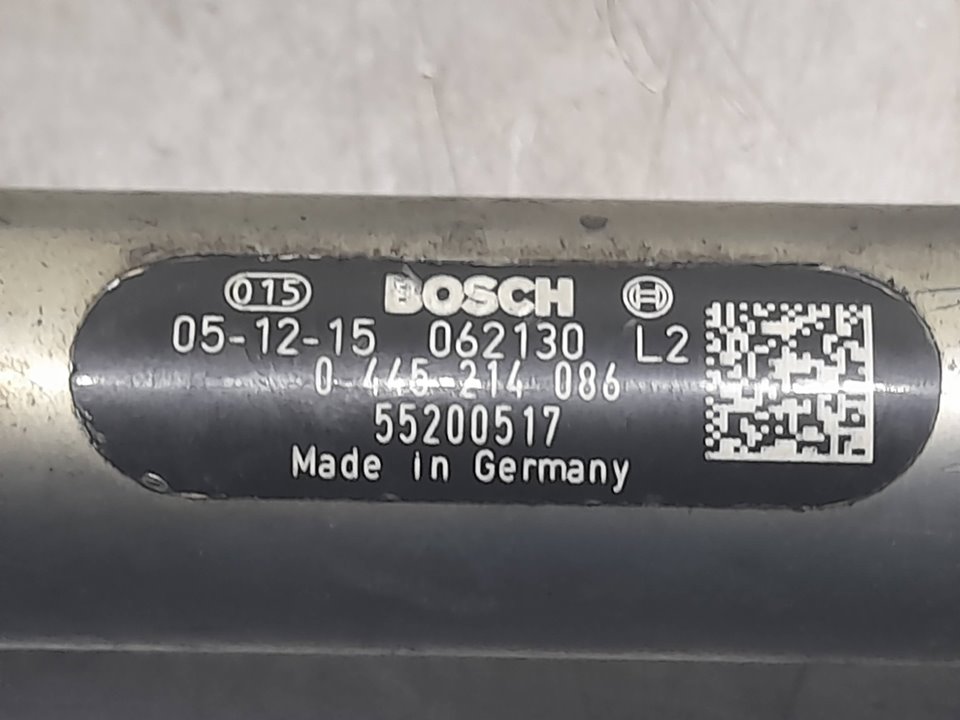 015 BOSCH
05-12-15 062130 L2
0 445 214 086
55200517
Made in Germany